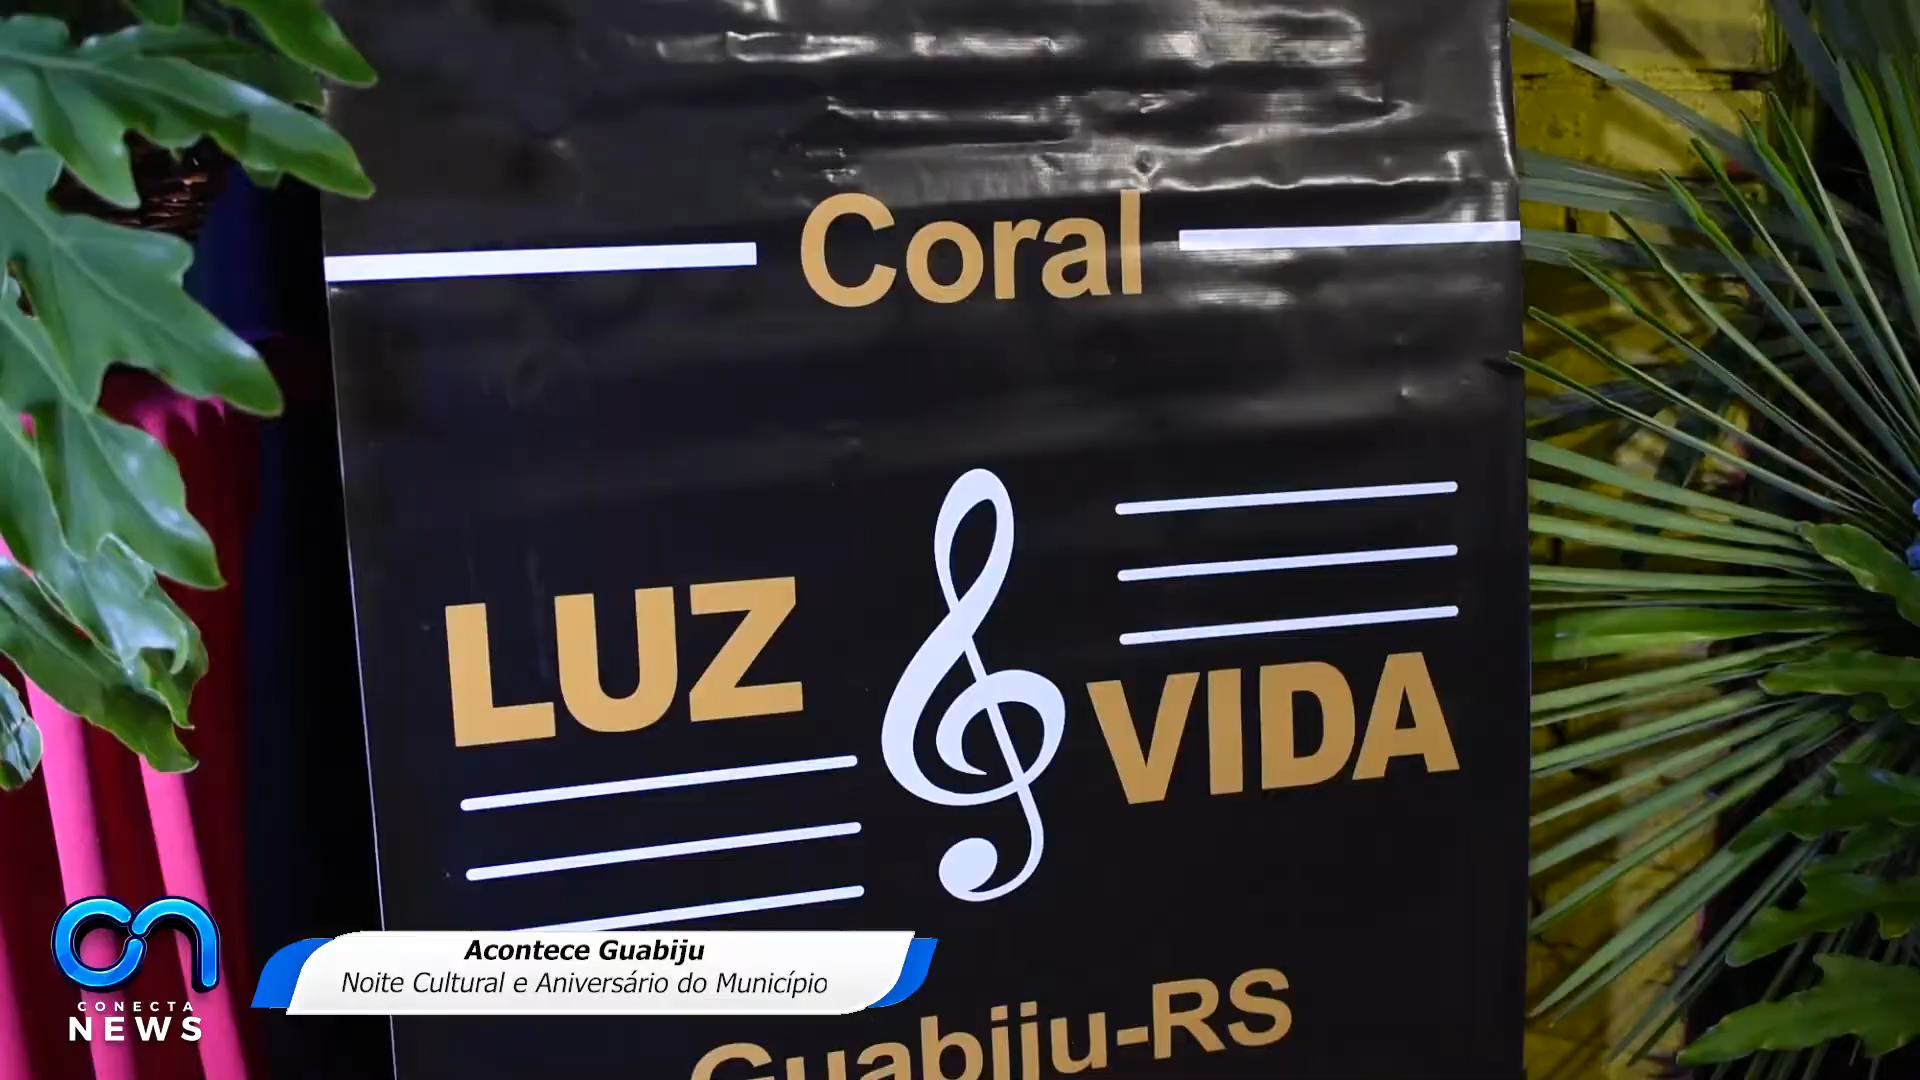 Coral
LUZ
VIDA
Guabiju-RS
Acontece Guabiju
Noite Cultural e Aniversário do Município
CONECTA
NEWS